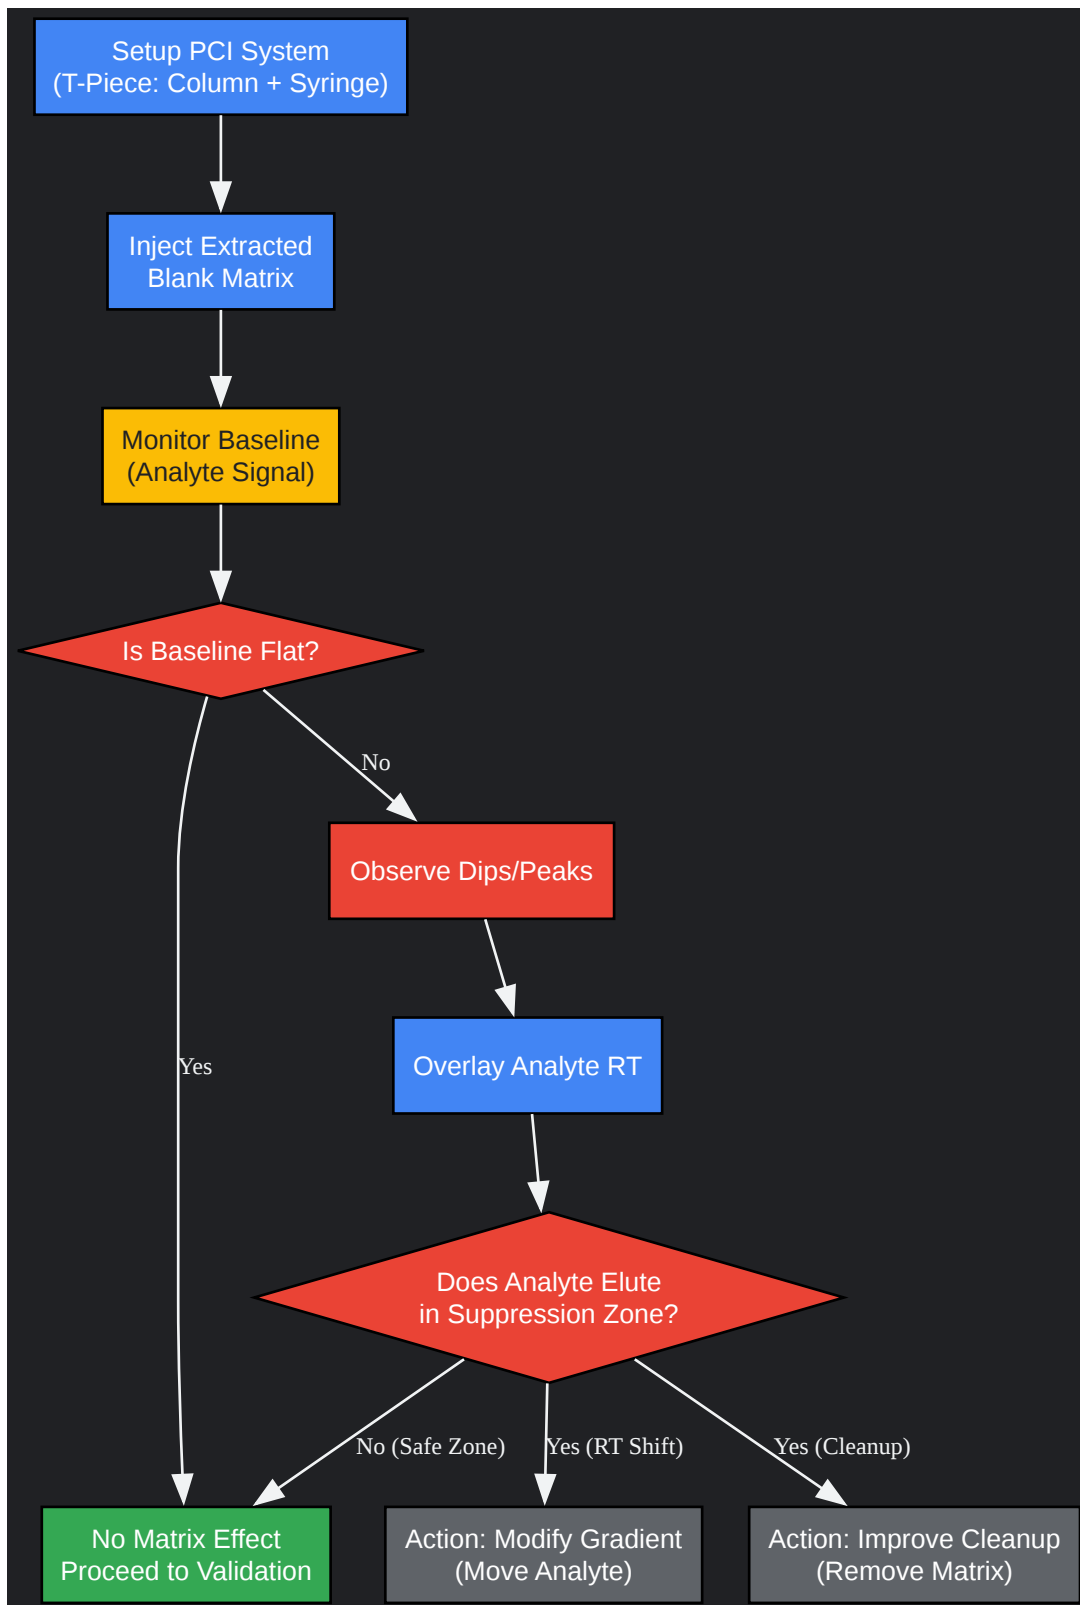 Setup PCI System
(T-Piece: Column + Syringe)
Inject Extracted
Blank Matrix
Monitor Baseline
(Analyte Signal)
Is Baseline Flat?
No
Observe Dips/Peaks
Yes
Overlay Analyte RT
Does Analyte Elute
in Suppression Zone?
No (Safe Zone)
Yes (RT Shift)
Yes (Cleanup)
No Matrix Effect
Proceed to Validation
Action: Modify Gradient
(Move Analyte)
Action: Improve Cleanup
(Remove Matrix)